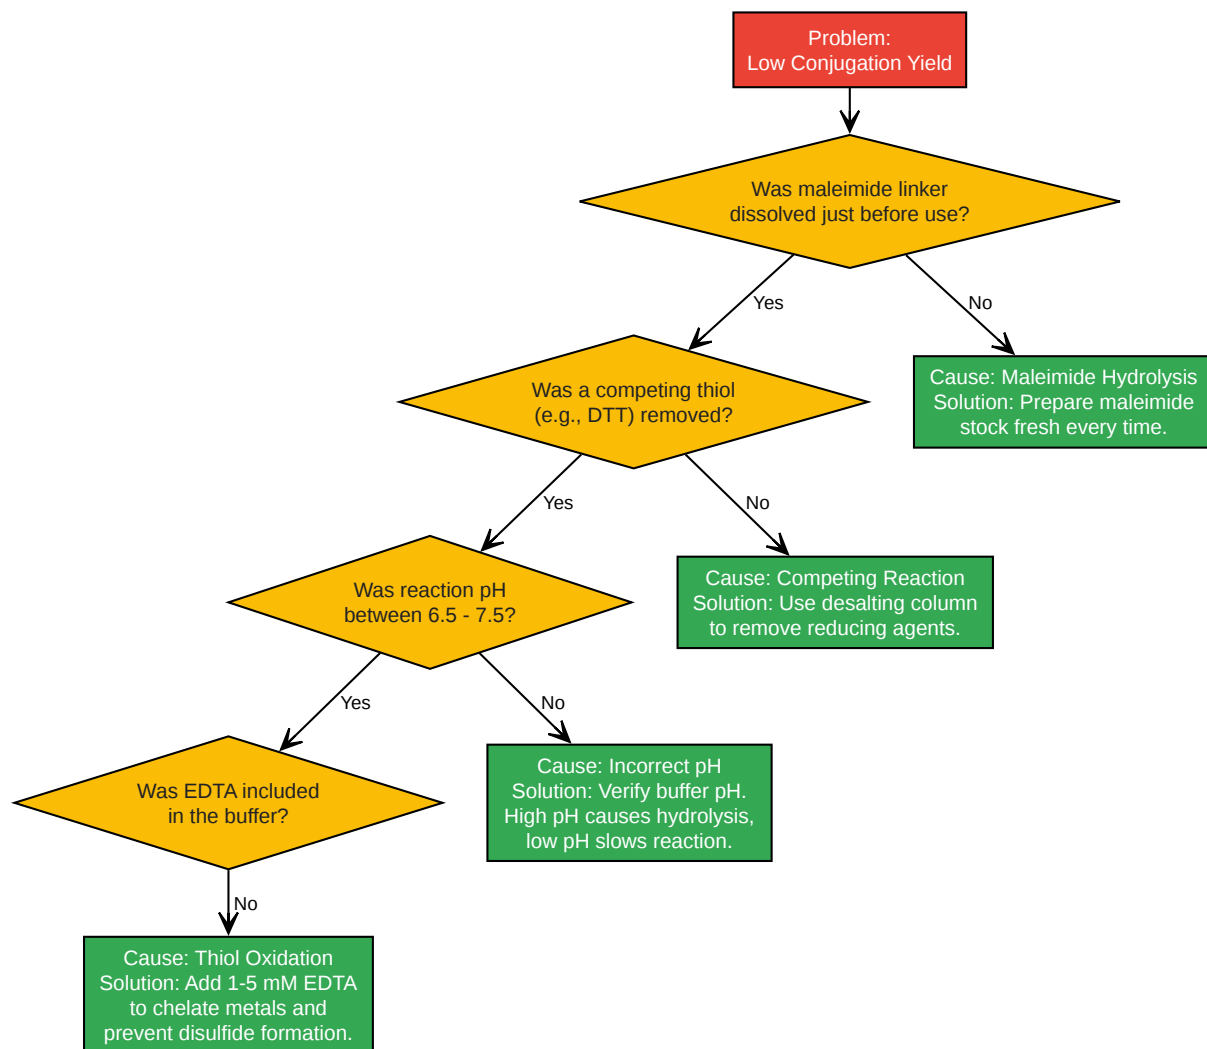 Problem:
Low Conjugation Yield
Was maleimide linker
dissolved just before use?
Yes
No
Was a competing thiol
(e.g., DTT) removed?
Cause: Maleimide Hydrolysis
Solution: Prepare maleimide
stock fresh every time.
Yes
No
Was reaction pH
between 6.5 - 7.5?
Cause: Competing Reaction
Solution: Use desalting column
to remove reducing agents.
Yes
No
Was EDTA included
in the buffer?
Cause: Incorrect pH
Solution: Verify buffer pH.
High pH causes hydrolysis,
low pH slows reaction.
No
Cause: Thiol Oxidation
Solution: Add 1-5 mM EDTA
to chelate metals and
prevent disulfide formation.